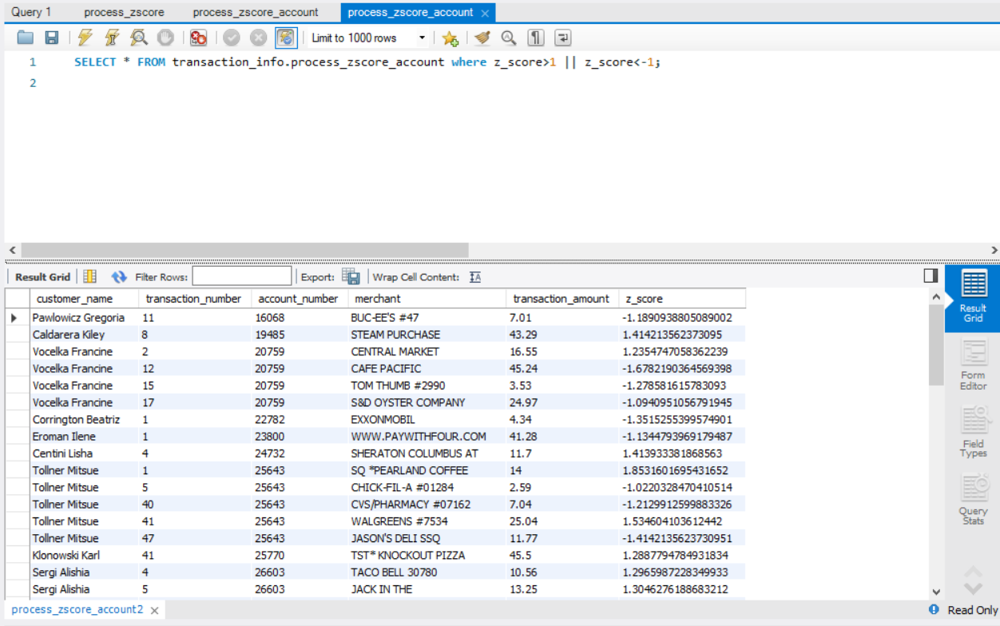 Query 1 process_zscore process_zscore_account process_zscore_account
Limit to 1000 rows
1 SELECT * FROM transaction_info.process_zscore_account where z_score>1 || z_score<-1;
2
Result Grid Filter Rows: Export: Wrap Cell Content:
customer_name transaction_number account_number merchant transaction_amount z_score
Pawlowicz Gregoria 11 16068 BUC-EE'S #47 7.01 -1.1890938805089002
Caldarera Kiley 8 19485 STEAM PURCHASE 43.29 1.414213562373095
Vocelka Francine 2 20759 CENTRAL MARKET 16.55 1.2354747058362239
Vocelka Francine 12 20759 CAFE PACIFIC 45.24 -1.6782190364569398
Vocelka Francine 15 20759 TOM THUMB #2990 3.53 -1.278581615783093
Vocelka Francine 17 20759 S&D OYSTER COMPANY 24.97 -1.0940951056791945
Corrington Beatriz 1 22782 EXXONMOBIL 4.34 -1.3515255399574901
Eroman Ilene 1 23800 WWW.PAYWITHFOUR.COM 41.28 -1.1344793969179487
Centini Lisha 4 24732 SHERATON COLUMBUS AT 11.7 1.413933381868563
Tollner Mitsue 1 25643 SQ *PEARLAND COFFEE 14 1.8531601695431652
Tollner Mitsue 5 25643 CHICK-FIL-A #01284 2.59 -1.0220328470410514
Tollner Mitsue 40 25643 CVS/PHARMACY #07162 7.04 -1.2129912599883326
Tollner Mitsue 41 25643 WALGREENS #7534 25.04 1.534604103612442
Tollner Mitsue 47 25643 JASON'S DELI SSQ 11.77 -1.4142135623730951
Klonowski Karl 41 25770 TST* KNOCKOUT PIZZA 45.5 1.2887794784931834
Sergi Alishia 4 26603 TACO BELL 30780 10.56 1.2965987228349933
Sergi Alishia 5 26603 JACK IN THE 13.25 1.3046276188683212
Result
Grid
Form
Editor
Field
Types
Query
Stats
process_zscore_account2
Read Only